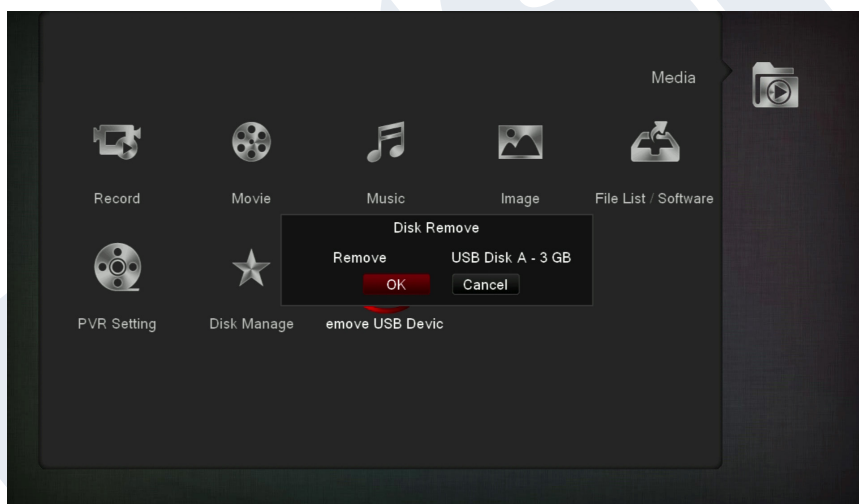 Media
Record
Movie
Music
Image
File List / Software
Disk Remove
Remove USB Disk A - 3 GB
OK Cancel
PVR Setting
Disk Manage
emove USB Devic